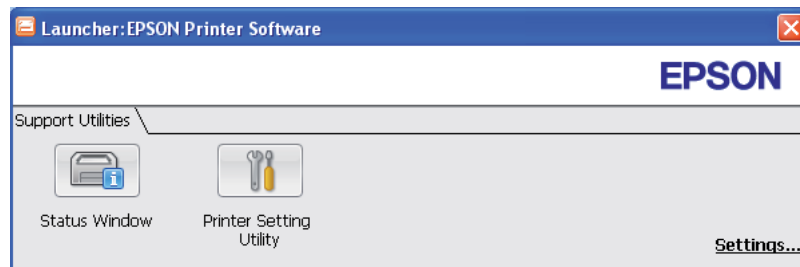 Launcher:EPSON Printer Software
EPSON
Support Utilities
Status Window
Printer Setting
Utility
Settings...